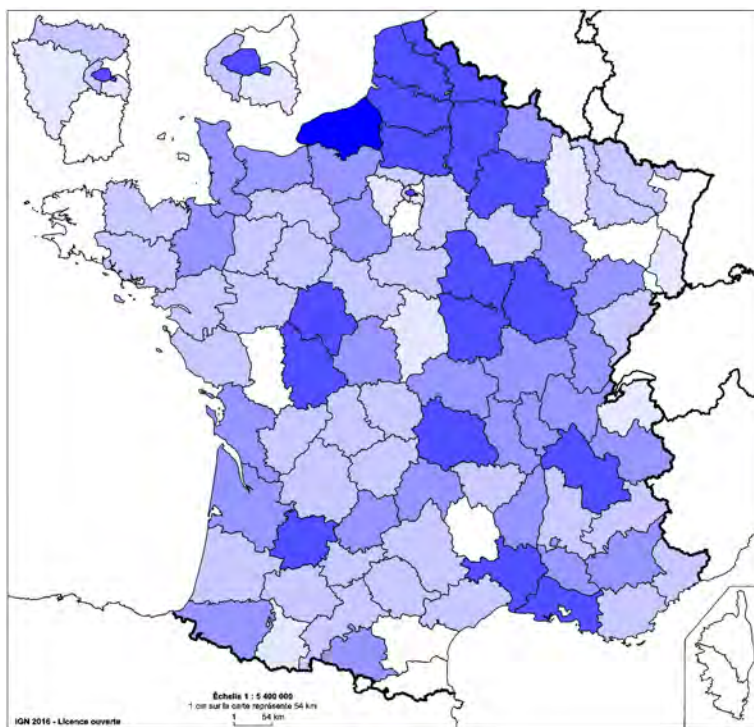 Échelle 1 : 5 400 000
1 cm sur la carte représente 54 km
1 54 km
IGN 2016 - Licence ouverte